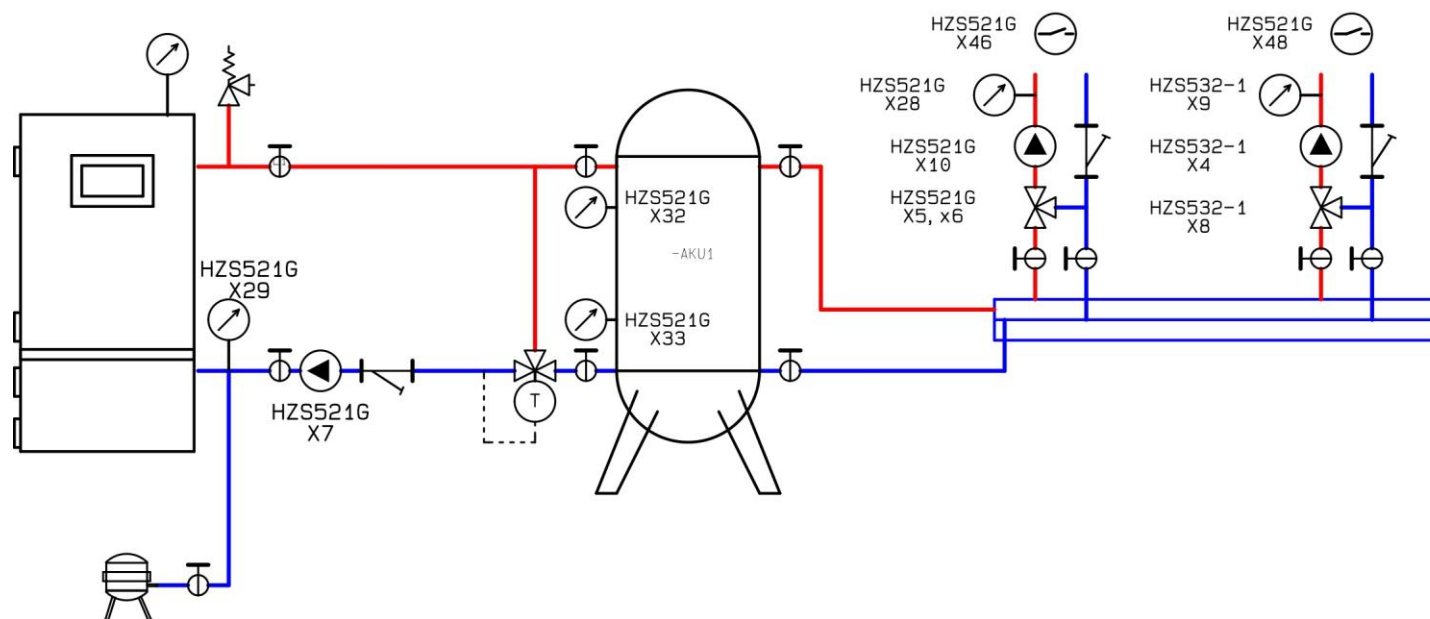 HZS521G
X46
HZS521G
X48
HZS521G
X28
HZS532-1
X9
HZS521G
X10
HZS532-1
X4
HZS521G
X5, x6
HZS532-1
X8
HZS521G
X32
-AKU1
HZS521G
X29
HZS521G
X33
T
HZS521G
X7